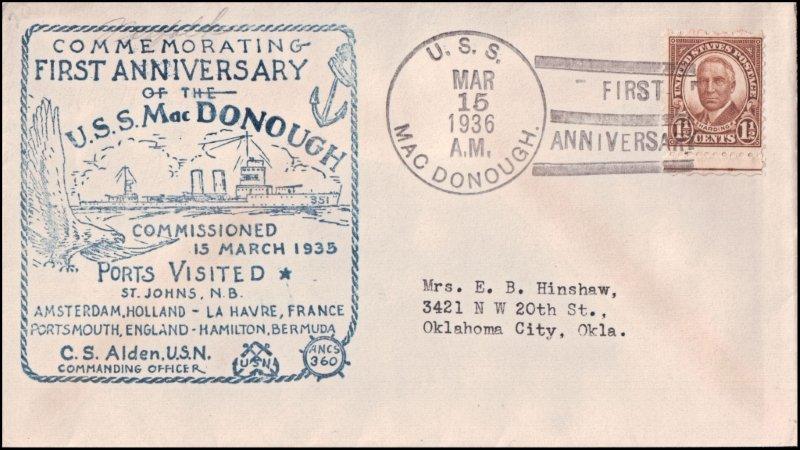 COMMEMORATING
FIRST ANNIVERSARY
OF THE
U.S.S. Mac DONOUGH
351
COMMISSIONED
15 MARCH 1935
PORTS VISITED ★
ST. JOHNS, N.B.
AMSTERDAM, HOLLAND - LA HAVRE, FRANCE
PORTSMOUTH, ENGLAND - HAMILTON, BERMUDA
C. S. Alden, U.S.N.
COMMANDING OFFICER
USN
ANCS
360
U. S. S.
MAR
15
1936
A.M.
MAC DONOUGH.
FIRST
ANNIVERSA
UNITED STATES POSTAGE
HARDING
1½ CENTS 1½
Mrs. E. B. Hinshaw,
3421 N W 20th St.,
Oklahoma City, Okla.